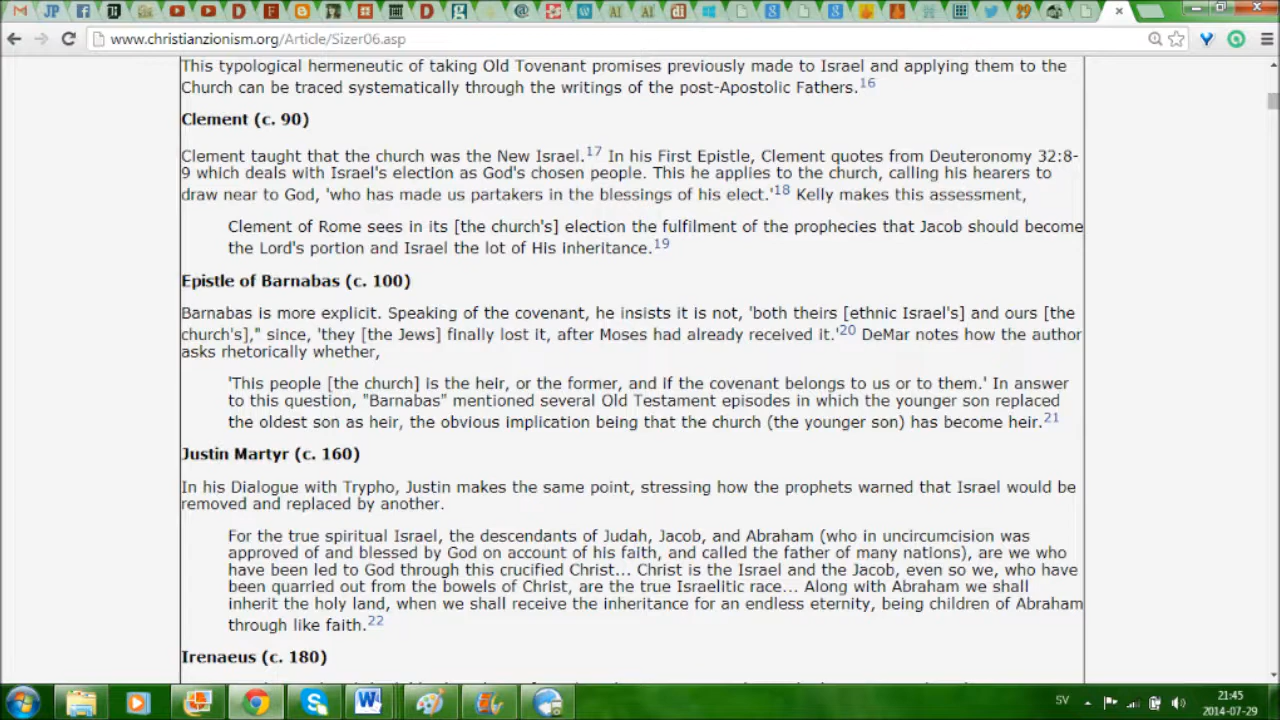 www.christianzionism.org/Article/Sizer06.asp
This typological hermeneutic of taking Old Tovenant promises previously made to Israel and applying them to the
Church can be traced systematically through the writings of the post-Apostolic Fathers.16
Clement (c. 90)
Clement taught that the church was the New Israel.17 In his First Epistle, Clement quotes from Deuteronomy 32:8-
9 which deals with Israel's election as God's chosen people. This he applies to the church, calling his hearers to
draw near to God, 'who has made us partakers in the blessings of his elect.'18 Kelly makes this assessment,
Clement of Rome sees in its [the church's] election the fulfilment of the prophecies that Jacob should become
the Lord's portion and Israel the lot of His inheritance.19
Epistle of Barnabas (c. 100)
Barnabas is more explicit. Speaking of the covenant, he insists it is not, 'both theirs [ethnic Israel's] and ours [the
church's]," since, 'they [the Jews] finally lost it, after Moses had already received it.'20 DeMar notes how the author
asks rhetorically whether,
'This people [the church] is the heir, or the former, and if the covenant belongs to us or to them.' In answer
to this question, "Barnabas" mentioned several Old Testament episodes in which the younger son replaced
the oldest son as heir, the obvious implication being that the church (the younger son) has become heir.21
Justin Martyr (c. 160)
In his Dialogue with Trypho, Justin makes the same point, stressing how the prophets warned that Israel would be
removed and replaced by another.
For the true spiritual Israel, the descendants of Judah, Jacob, and Abraham (who in uncircumcision was
approved of and blessed by God on account of his faith, and called the father of many nations), are we who
have been led to God through this crucified Christ... Christ is the Israel and the Jacob, even so we, who have
been quarried out from the bowels of Christ, are the true Israelitic race... Along with Abraham we shall
inherit the holy land, when we shall receive the inheritance for an endless eternity, being children of Abraham
through like faith.22
Irenaeus (c. 180)
SV
21:45
2014-07-29